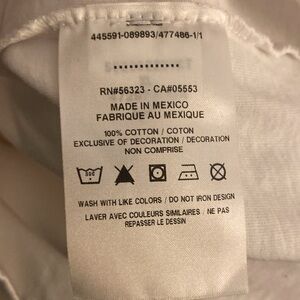 445591-089893/477486-1/1
RN#56323 - CA#05553
MADE IN MEXICO
FABRIQUE AU MEXIQUE
100% COTTON / COTON
EXCLUSIVE OF DECORATION / DECORATION
NON COMPRISE
WASH WITH LIKE COLORS / DO NOT IRON DESIGN
LAVER AVEC COULEURS SIMILAIRES / NE PAS
REPASSER LE DESSIN